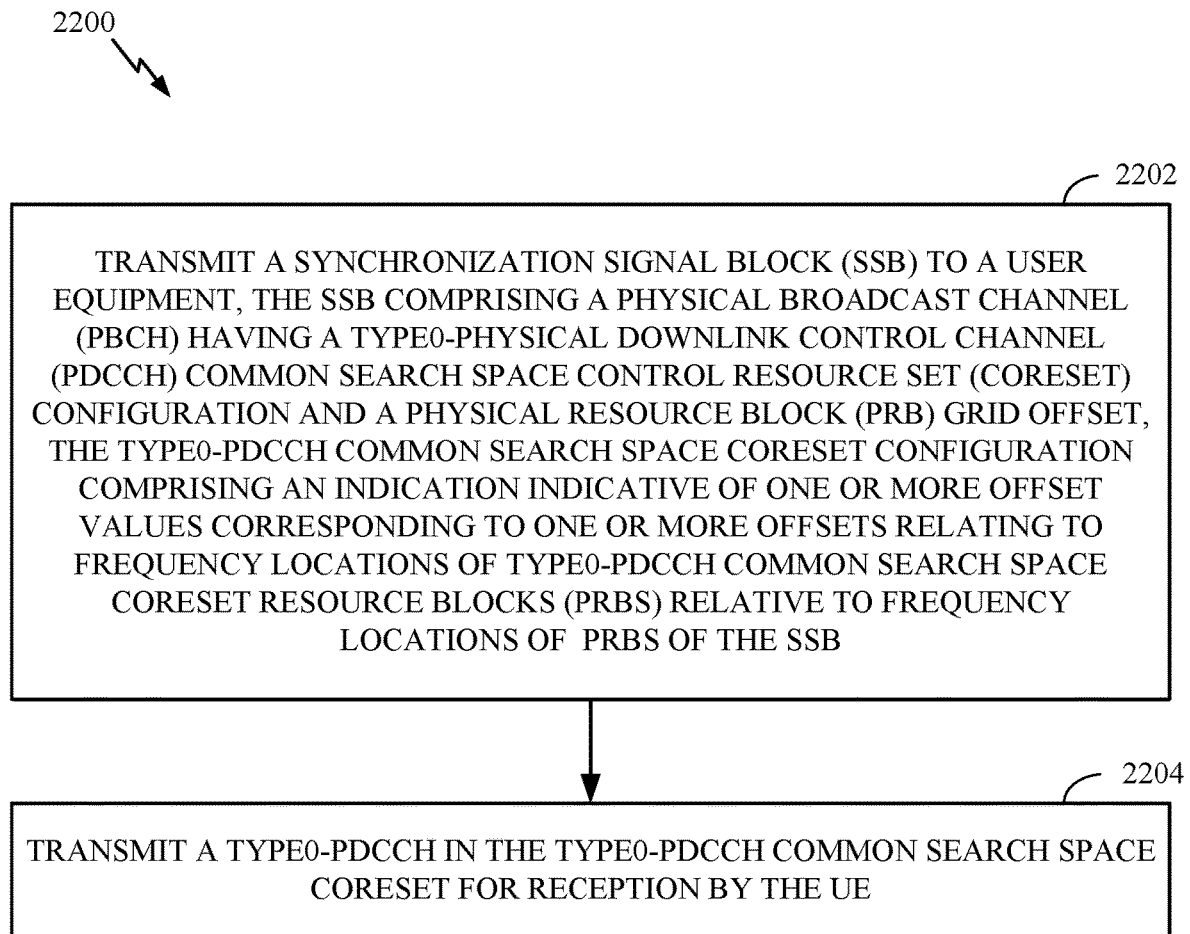 2200
2202
TRANSMIT A SYNCHRONIZATION SIGNAL BLOCK (SSB) TO A USER
EQUIPMENT, THE SSB COMPRISING A PHYSICAL BROADCAST CHANNEL
(PBCH) HAVING A TYPE0-PHYSICAL DOWNLINK CONTROL CHANNEL
(PDCCH) COMMON SEARCH SPACE CONTROL RESOURCE SET (CORESET)
CONFIGURATION AND A PHYSICAL RESOURCE BLOCK (PRB) GRID OFFSET,
THE TYPE0-PDCCH COMMON SEARCH SPACE CORESET CONFIGURATION
COMPRISING AN INDICATION INDICATIVE OF ONE OR MORE OFFSET
VALUES CORRESPONDING TO ONE OR MORE OFFSETS RELATING TO
FREQUENCY LOCATIONS OF TYPE0-PDCCH COMMON SEARCH SPACE
CORESET RESOURCE BLOCKS (PRBS) RELATIVE TO FREQUENCY
LOCATIONS OF PRBS OF THE SSB
2204
TRANSMIT A TYPE0-PDCCH IN THE TYPE0-PDCCH COMMON SEARCH SPACE
CORESET FOR RECEPTION BY THE UE